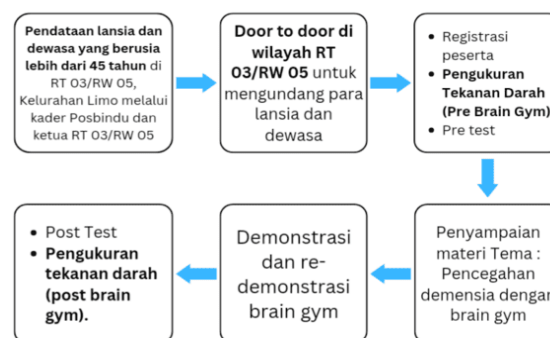 Pendataan lansia dan
dewasa yang berusia
lebih dari 45 tahun di
RT 03/RW 05,
Kelurahan Limo melalui
kader Posbindu dan
ketua RT 03/RW 05
Door to door di
wilayah RT
03/RW 05 untuk
mengundang para
lansia dan
dewasa
• Registrasi
peserta
• Pengukuran
Tekanan Darah
(Pre Brain Gym)
• Pre test
Penyampaian
materi Tema :
Pencegahan
demensia dengan
brain gym
Demonstrasi
dan re-
demonstrasi
brain gym
• Post Test
• Pengukuran
tekanan darah
(post brain
gym).